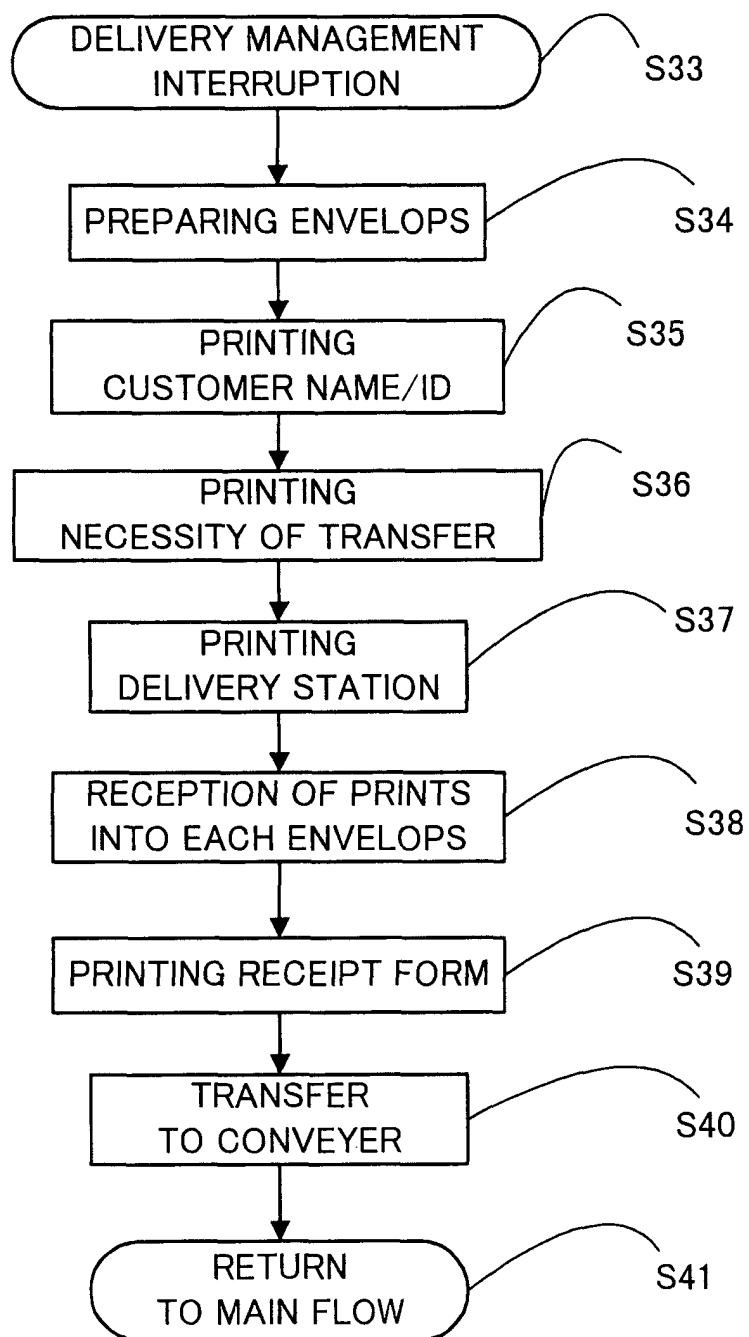 DELIVERY MANAGEMENT
INTERRUPTION
S33
PREPARING ENVELOPS
S34
PRINTING
CUSTOMER NAME/ID
S35
PRINTING
NECESSITY OF TRANSFER
S36
PRINTING
DELIVERY STATION
S37
RECEPTION OF PRINTS
INTO EACH ENVELOPS
S38
PRINTING RECEIPT FORM
S39
TRANSFER
TO CONVEYER
S40
RETURN
TO MAIN FLOW
S41